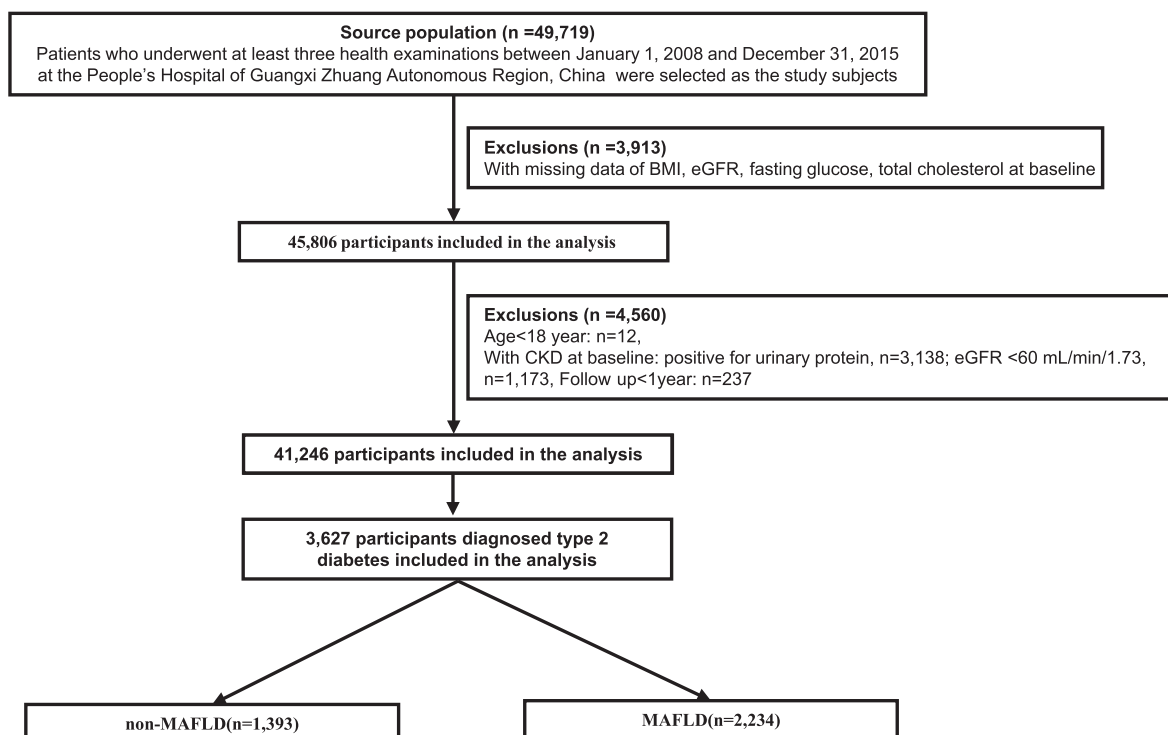 Source population (n =49,719)
Patients who underwent at least three health examinations between January 1, 2008 and December 31, 2015
at the People's Hospital of Guangxi Zhuang Autonomous Region, China were selected as the study subjects
Exclusions (n =3,913)
With missing data of BMI, eGFR, fasting glucose, total cholesterol at baseline
45,806 participants included in the analysis
Exclusions (n =4,560)
Age<18 year: n=12,
With CKD at baseline: positive for urinary protein, n=3,138; eGFR <60 mL/min/1.73,
n=1,173, Follow up<1year: n=237
41,246 participants included in the analysis
3,627 participants diagnosed type 2
diabetes included in the analysis
non-MAFLD(n=1,393)
MAFLD(n=2,234)